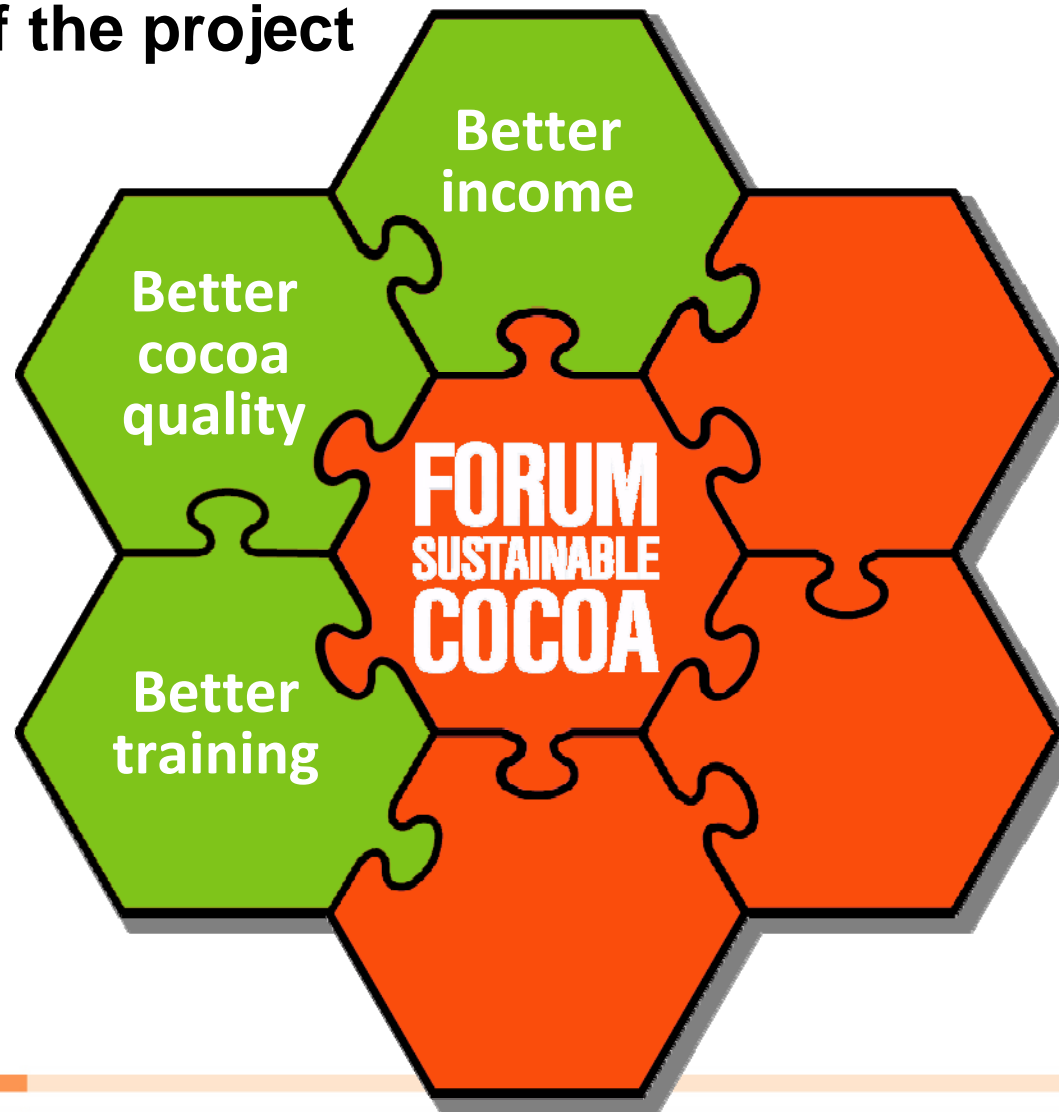 the project
Better
income
Better
cocoa
quality
FORUM
SUSTAINABLE
COCOA
Better
training